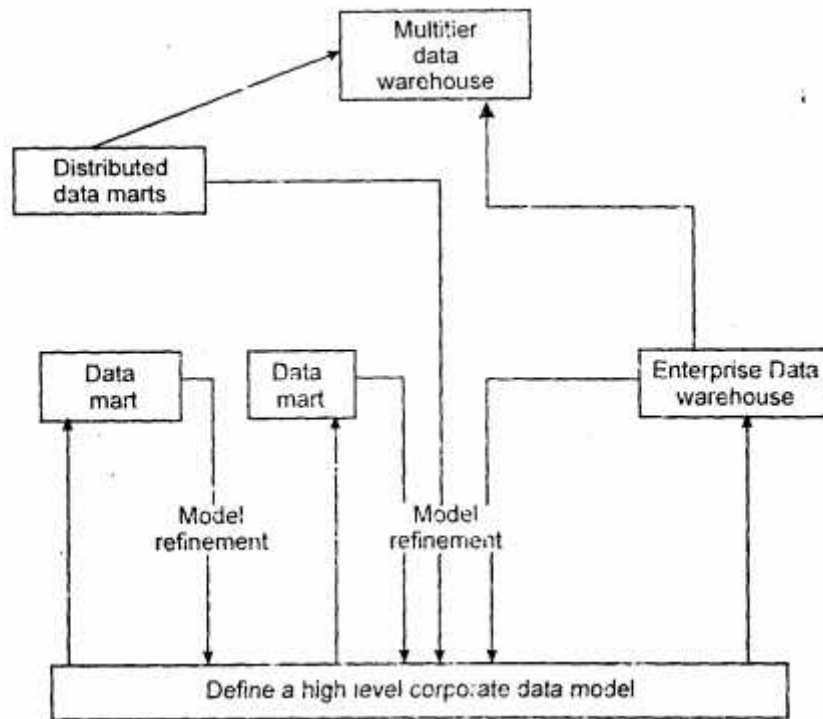 Multitier
data
warehouse
Distributed
data marts
Data
mart
Data
mart
Enterprise Data
warehouse
Model
refinement
Model
refinement
Define a high level corporate data model